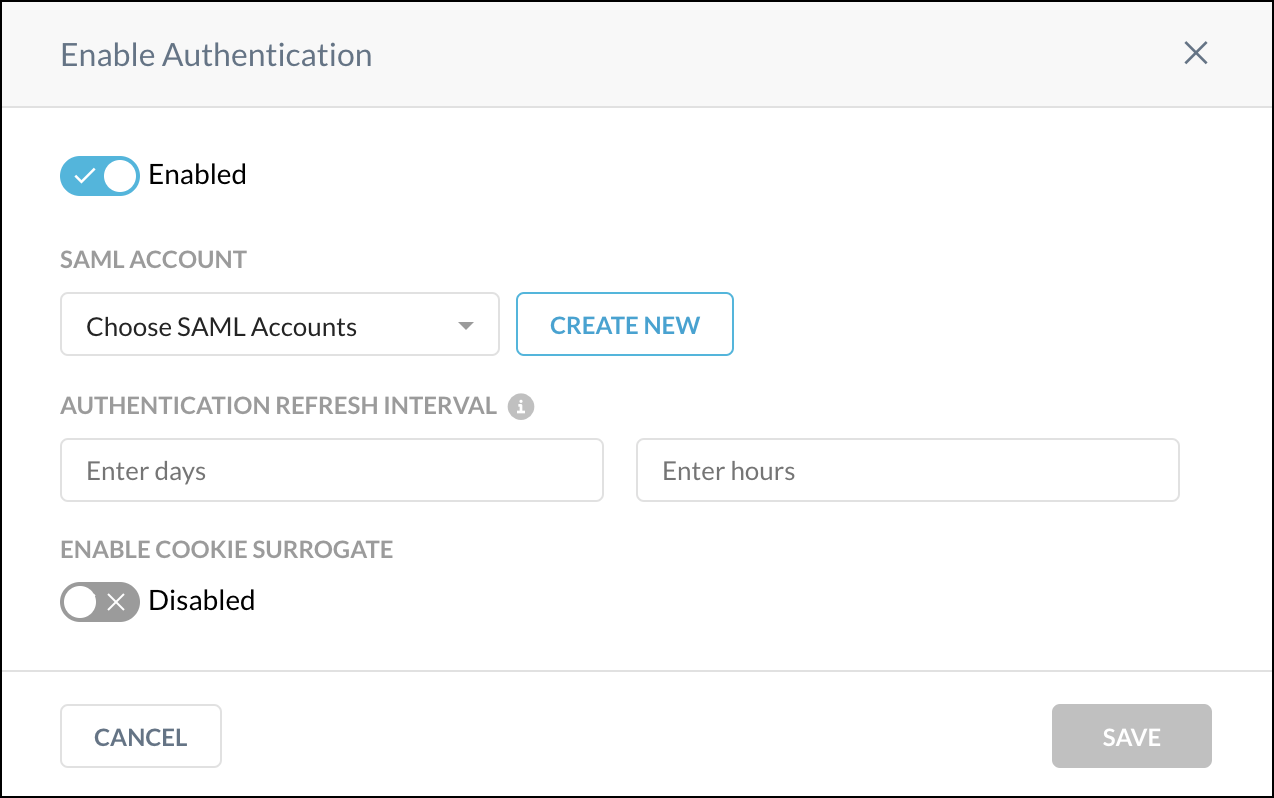 Enable Authentication
Enabled
SAML ACCOUNT
Choose SAML Accounts
CREATE NEW
AUTHENTICATION REFRESH INTERVAL
Enter days
Enter hours
ENABLE COOKIE SURROGATE
Disabled
CANCEL
SAVE